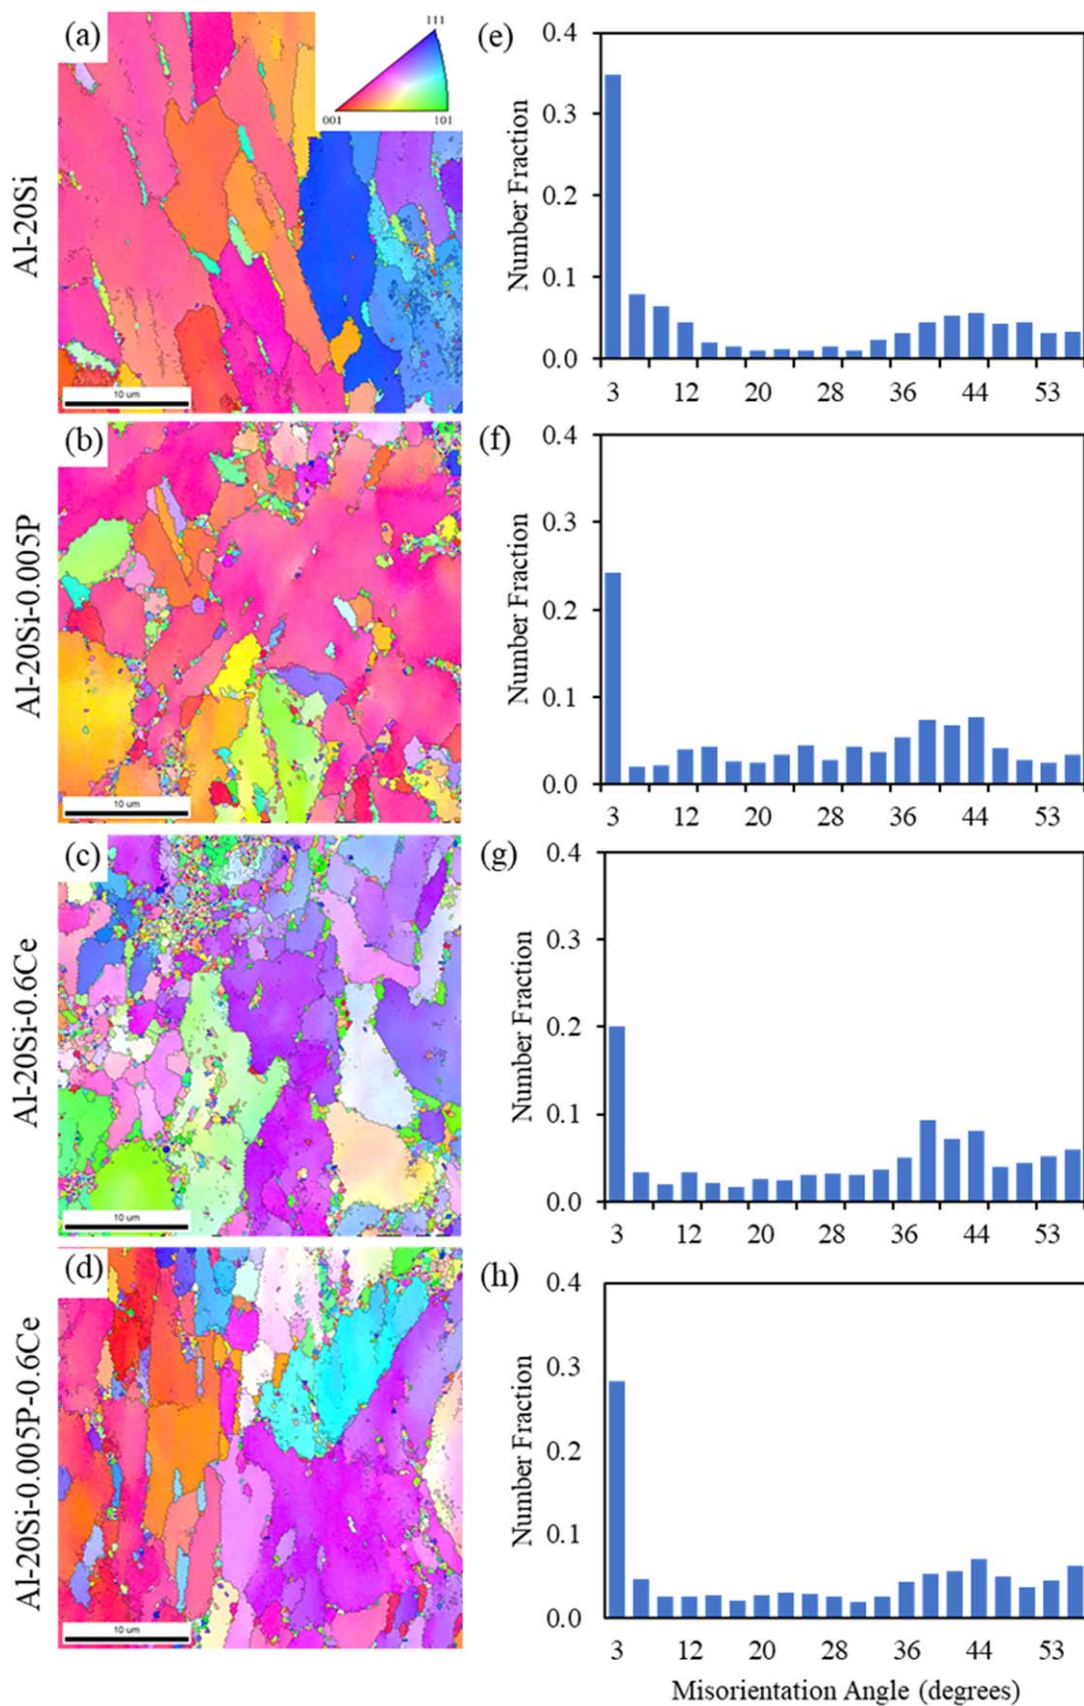 (a)
111
001
101
Al-20Si
10 um
(e)
Number Fraction
0.4
0.3
0.2
0.1
0.0
3 12 20 28 36 44 53
(b)
Al-20Si-0.005P
10 um
(f)
Number Fraction
0.4
0.3
0.2
0.1
0.0
3 12 20 28 36 44 53
(c)
Al-20Si-0.6Ce
10 um
(g)
Number Fraction
0.4
0.3
0.2
0.1
0.0
3 12 20 28 36 44 53
(d)
Al-20Si-0.005P-0.6Ce
10 um
(h)
Number Fraction
0.4
0.3
0.2
0.1
0.0
3 12 20 28 36 44 53
Misorientation Angle (degrees)